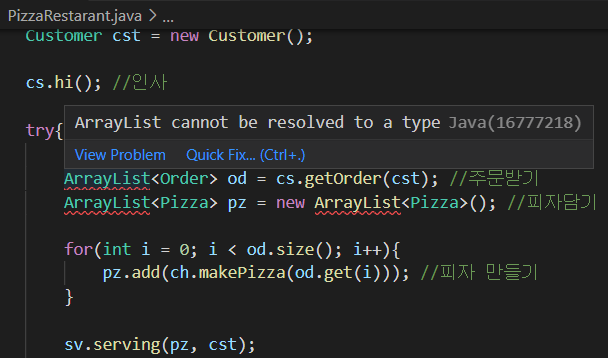 PizzaRestarant.java > ...
Customer cst = new Customer();
cs.hi(); //인사
ArrayList cannot be resolved to a type Java(16777218)
try{
View Problem Quick Fix... (Ctrl+.)
ArrayList<Order> od = cs.getOrder(cst); //주문받기
ArrayList<Pizza> pz = new ArrayList<Pizza>(); //피자담기
for(int i = 0; i < od.size(); i++){
pz.add(ch.makePizza(od.get(i))); //피자 만들기
}
sv.serving(pz, cst);